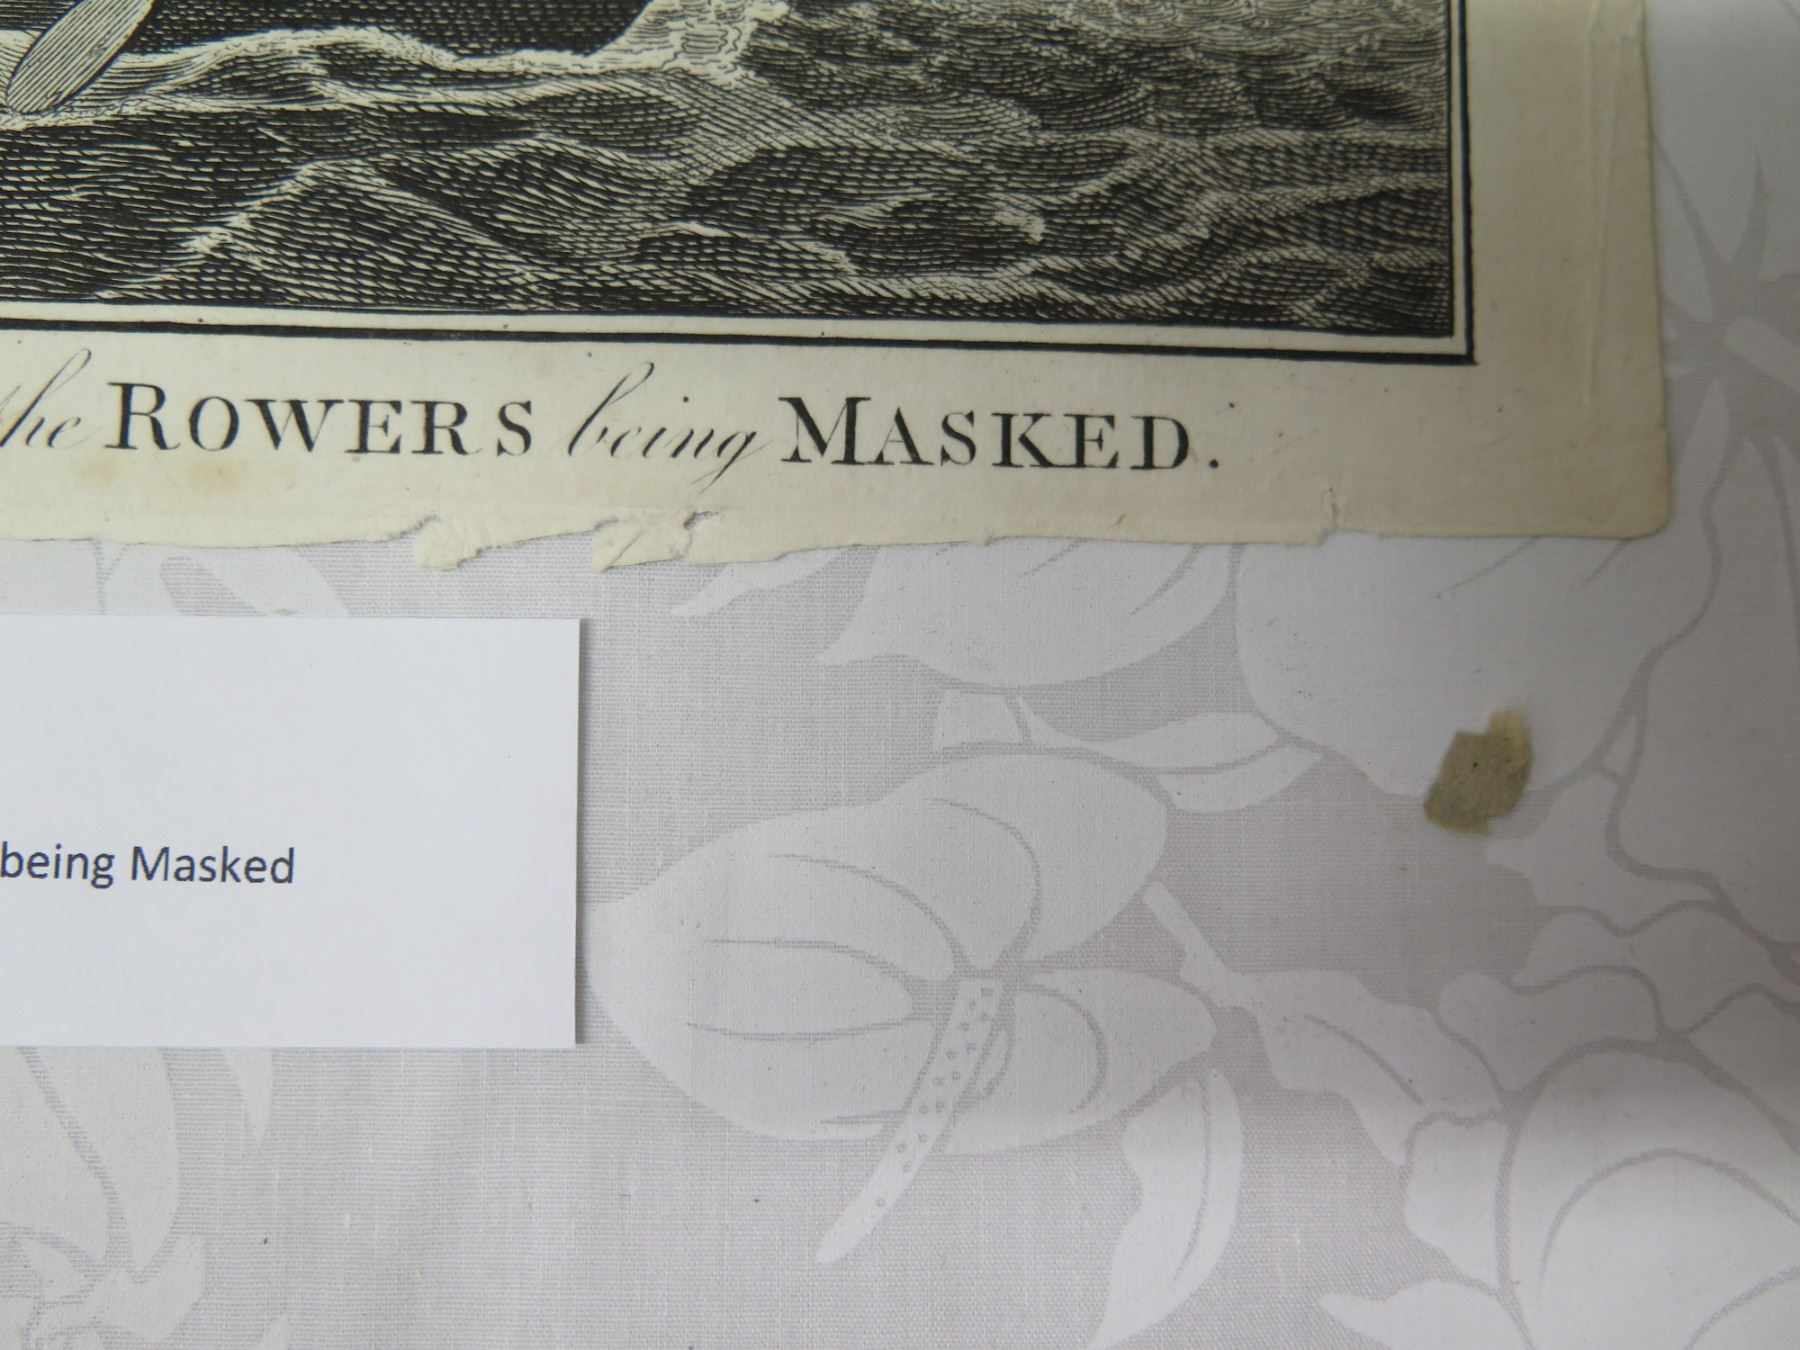 the ROWERS being MASKED.
being Masked